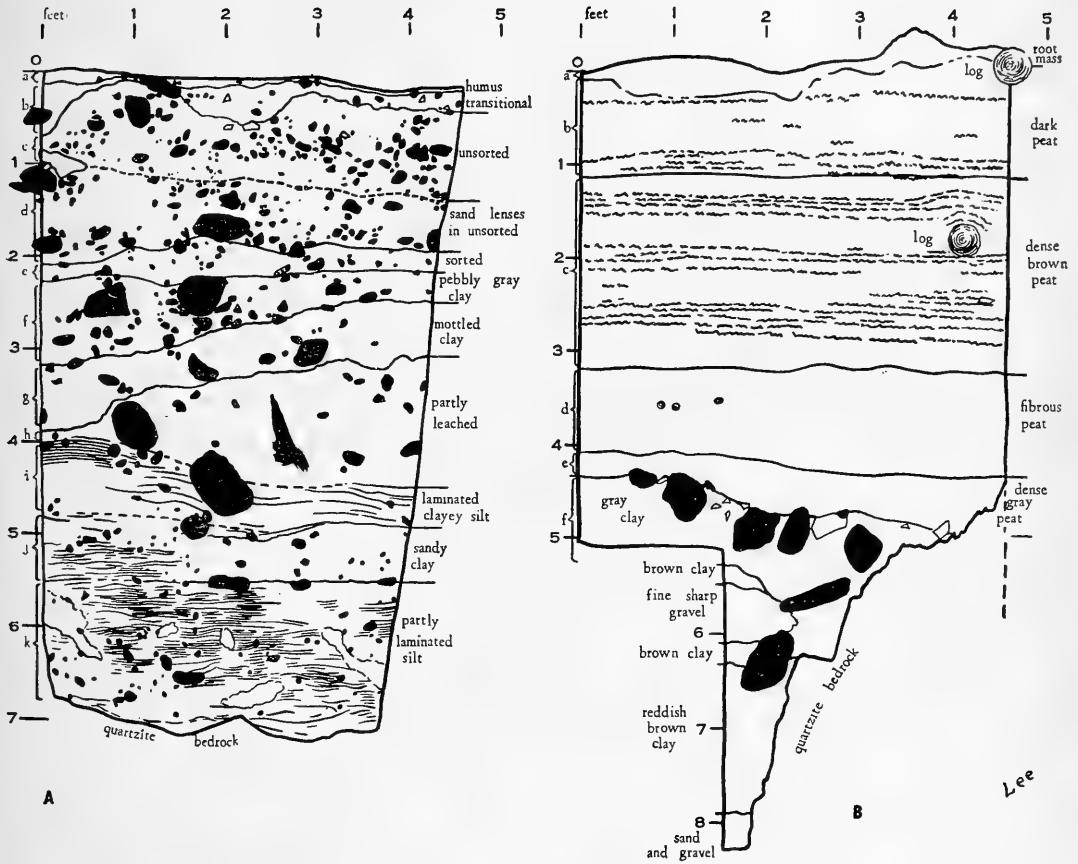 feet 1 2 3 4 5
0
1
2
3
4
5
6
7
a
b
c
d
e
f
g
h
i
j
k
humus
transitional
unsorted
sand lenses
in unsorted
sorted
pebbly gray
clay
mottled
clay
partly
leached
laminated
clayey silt
sandy
clay
partly
laminated
silt
quartzite bedrock
A
feet 1 2 3 4 5
0
1
2
3
4
5
6
7
8
a
b
c
d
e
f
root
mass
log
dark
peat
log
dense
brown
peat
fibrous
peat
dense
gray
peat
gray
clay
brown clay
fine sharp
gravel
brown clay
reddish
brown
clay
sand
and gravel
quartzite bedrock
B
Lee